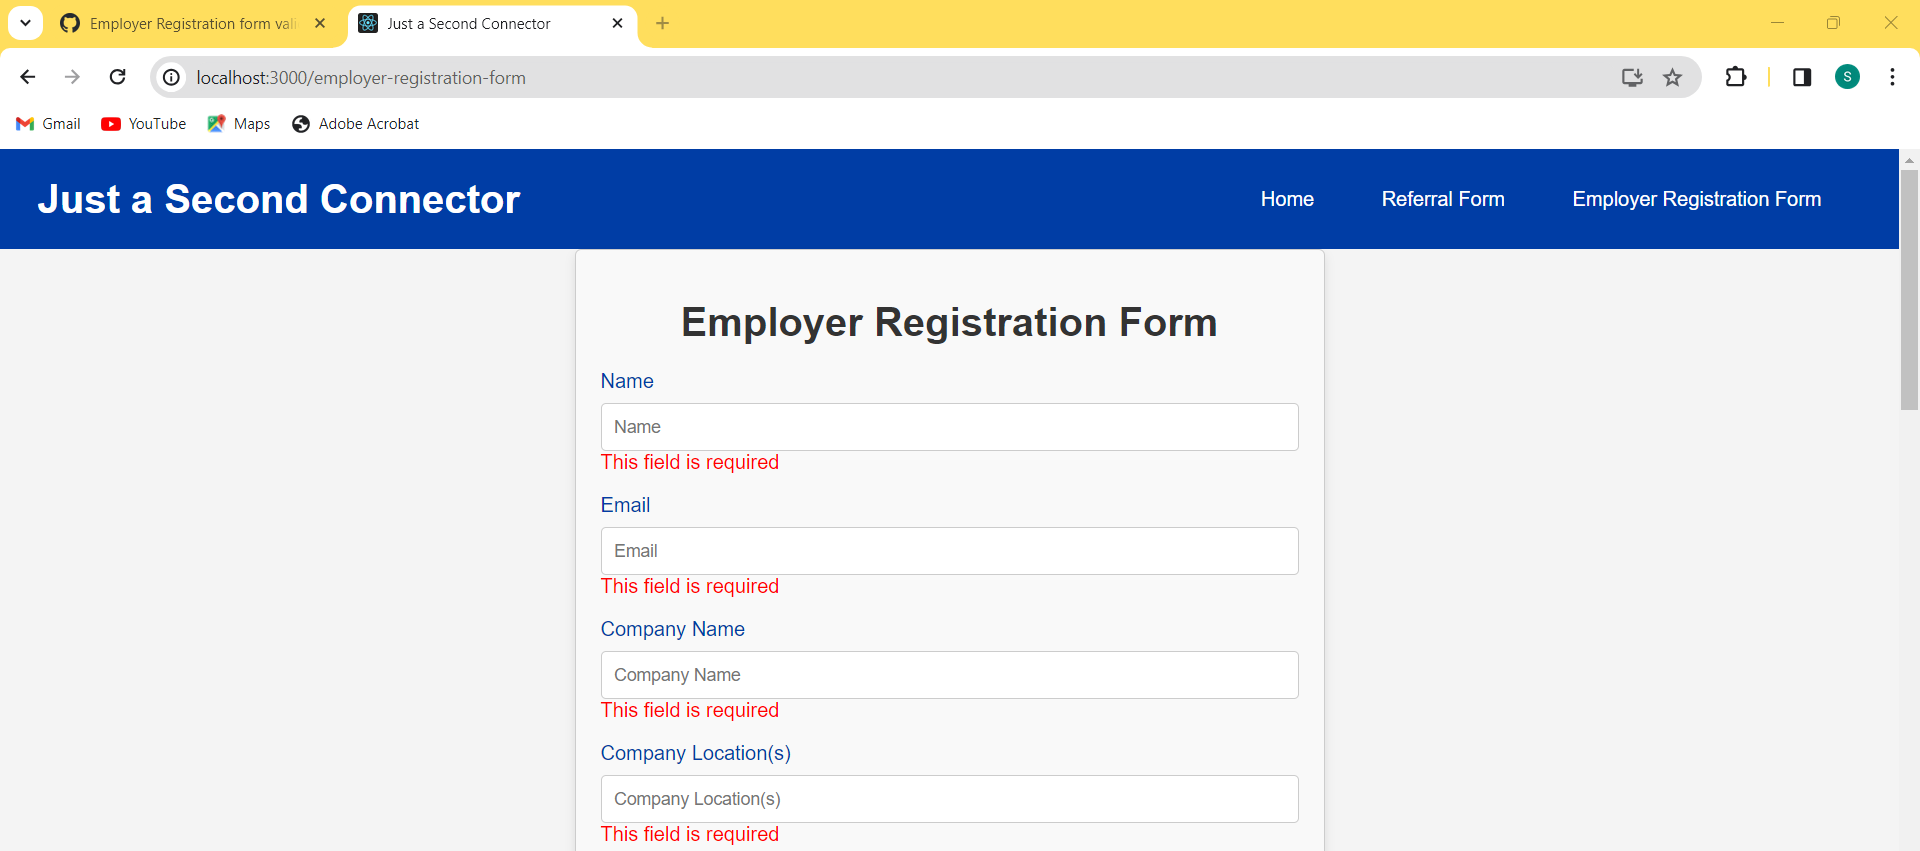 Employer Registration form vali
Just a Second Connector
localhost:3000/employer-registration-form
S
Gmail
YouTube
Maps
Adobe Acrobat
Just a Second Connector
Home
Referral Form
Employer Registration Form
Employer Registration Form
Name
Name
This field is required
Email
Email
This field is required
Company Name
Company Name
This field is required
Company Location(s)
Company Location(s)
This field is required